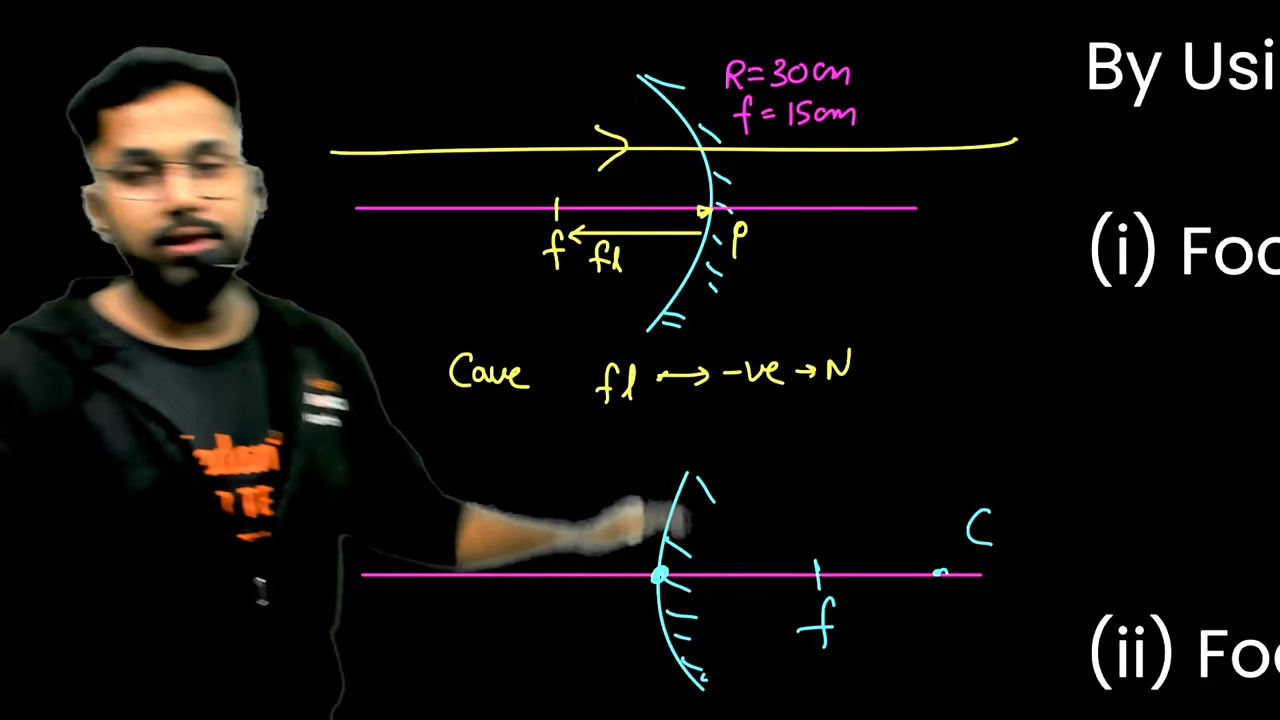 R=30cm
f=15cm
By Usi
f
fl
P
(i) Foc
Cave fl → -ve → N
C
f
(ii) Foc